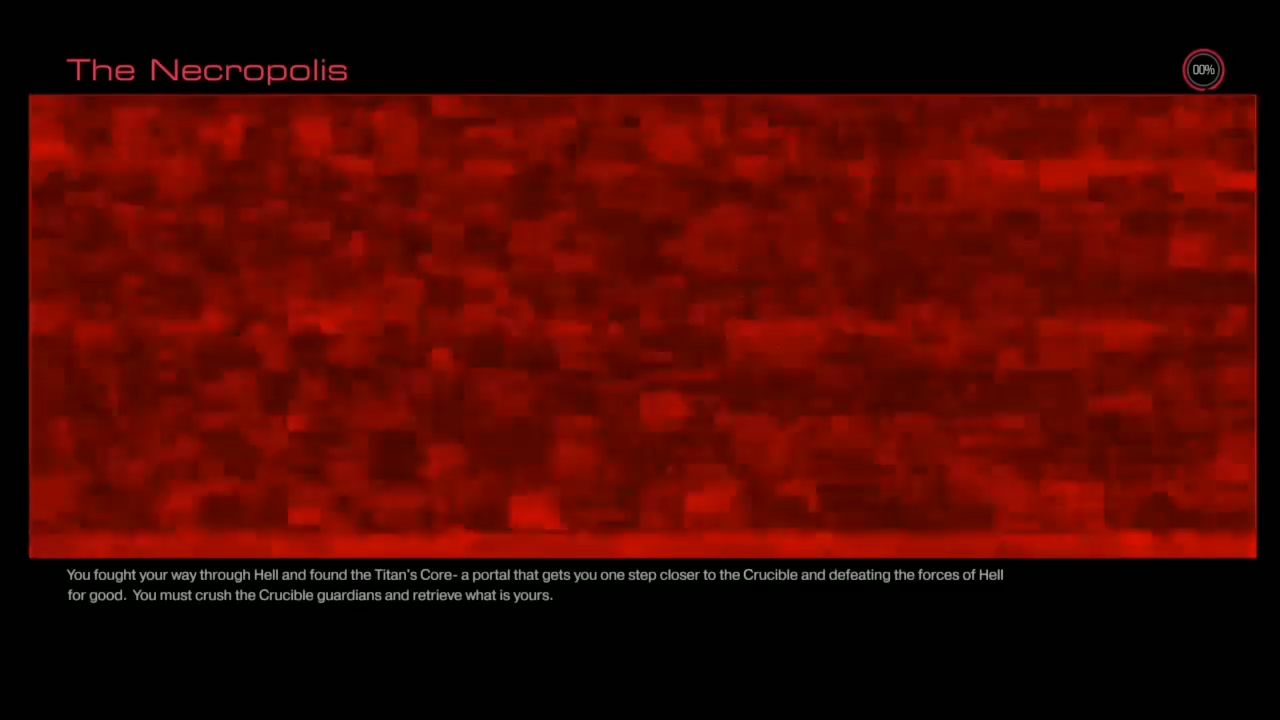 The Necropolis
00%
You fought your way through Hell and found the Titan's Core- a portal that gets you one step closer to the Crucible and defeating the forces of Hell
for good.  You must crush the Crucible guardians and retrieve what is yours.